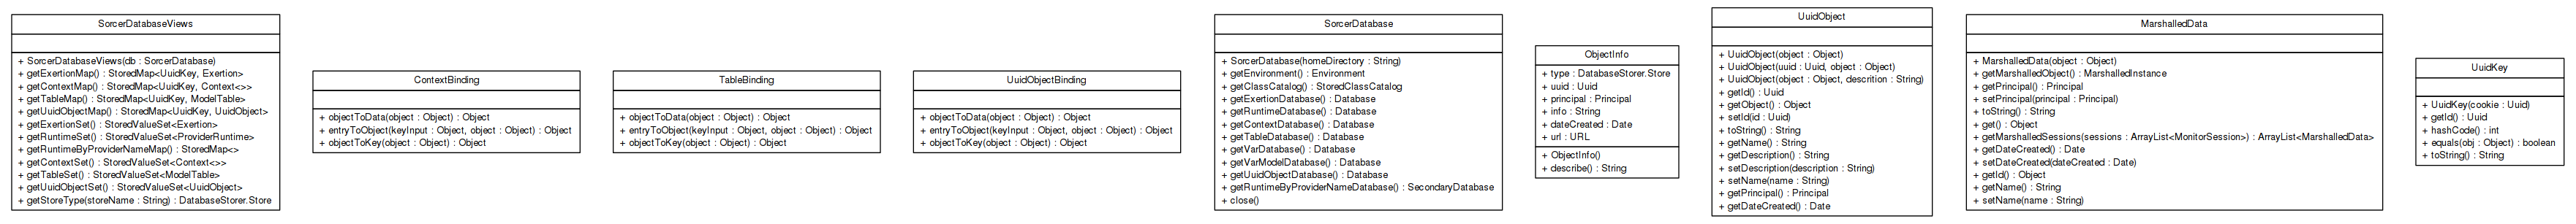 SorcerDatabaseViews
+ SorcerDatabaseViews(db : SorcerDatabase)
+ getExertionMap() : StoredMap<UuidKey, Exertion>
+ getContextMap() : StoredMap<UuidKey, Context<>>
+ getTableMap() : StoredMap<UuidKey, ModelTable>
+ getUuidObjectMap() : StoredMap<UuidKey, UuidObject>
+ getExertionSet() : StoredValueSet<Exertion>
+ getRuntimeSet() : StoredValueSet<ProviderRuntime>
+ getRuntimeByProviderNameMap() : StoredMap<>
+ getContextSet() : StoredValueSet<Context<>>
+ getTableSet() : StoredValueSet<ModelTable>
+ getUuidObjectSet() : StoredValueSet<UuidObject>
+ getStoreType(storeName : String) : DatabaseStorer.Store
ContextBinding
+ objectToData(object : Object) : Object
+ entryToObject(keyInput : Object, object : Object) : Object
+ objectToKey(object : Object) : Object
TableBinding
+ objectToData(object : Object) : Object
+ entryToObject(keyInput : Object, object : Object) : Object
+ objectToKey(object : Object) : Object
UuidObjectBinding
+ objectToData(object : Object) : Object
+ entryToObject(keyInput : Object, object : Object) : Object
+ objectToKey(object : Object) : Object
SorcerDatabase
+ SorcerDatabase(homeDirectory : String)
+ getEnvironment() : Environment
+ getClassCatalog() : StoredClassCatalog
+ getExertionDatabase() : Database
+ getRuntimeDatabase() : Database
+ getContextDatabase() : Database
+ getTableDatabase() : Database
+ getVarDatabase() : Database
+ getVarModelDatabase() : Database
+ getUuidObjectDatabase() : Database
+ getRuntimeByProviderNameDatabase() : SecondaryDatabase
+ close()
ObjectInfo
+ type : DatabaseStorer.Store
+ uuid : Uuid
+ principal : Principal
+ info : String
+ dateCreated : Date
+ url : URL
+ ObjectInfo()
+ describe() : String
UuidObject
+ UuidObject(object : Object)
+ UuidObject(uuid : Uuid, object : Object)
+ UuidObject(object : Object, descrition : String)
+ getId() : Uuid
+ getObject() : Object
+ setId(id : Uuid)
+ toString() : String
+ getName() : String
+ getDescription() : String
+ setDescription(description : String)
+ setName(name : String)
+ getPrincipal() : Principal
+ getDateCreated() : Date
MarshalledData
+ MarshalledData(object : Object)
+ getMarshalledObject() : MarshalledInstance
+ getPrincipal() : Principal
+ setPrincipal(principal : Principal)
+ toString() : String
+ get() : Object
+ getMarshalledSessions(sessions : ArrayList<MonitorSession>) : ArrayList<MarshalledData>
+ getDateCreated() : Date
+ setDateCreated(dateCreated : Date)
+ getId() : Object
+ getName() : String
+ setName(name : String)
UuidKey
+ UuidKey(cookie : Uuid)
+ getId() : Uuid
+ hashCode() : int
+ equals(obj : Object) : boolean
+ toString() : String